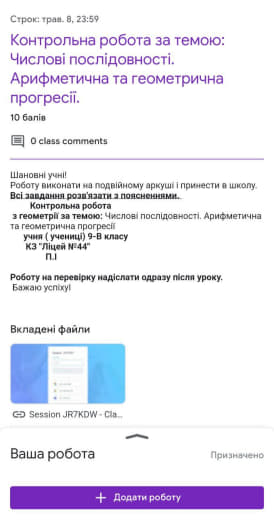 Строк: трав. 8, 23:59
Контрольна робота за темою:
Числові послідовності.
Арифметична та геометрична
прогресії.
10 балів
0 class comments
Шановні учні!
Роботу виконати на подвійному аркуші і принести в школу.
Всі завдання розв'язати з поясненнями.
Контрольна робота
з геометрії за темою: Числові послідовності. Арифметична
та геометрична прогресії
учня ( учениці) 9-В класу
КЗ "Ліцей №44"
П.І
Роботу на перевірку надіслати одразу після уроку.
Бажаю успіху!
Вкладені файли
Session JR7KDW - Cla...
Ваша робота
Призначено
Додати роботу